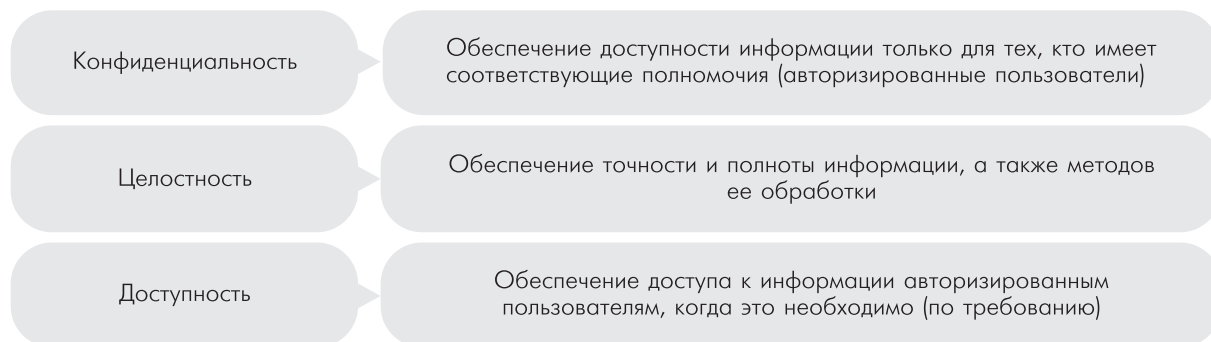 Конфиденциальность
Обеспечение доступности информации только для тех, кто имеет
соответствующие полномочия (авторизированные пользователи)
Целостность
Обеспечение точности и полноты информации, а также методов
ее обработки
Доступность
Обеспечение доступа к информации авторизированным
пользователям, когда это необходимо (по требованию)